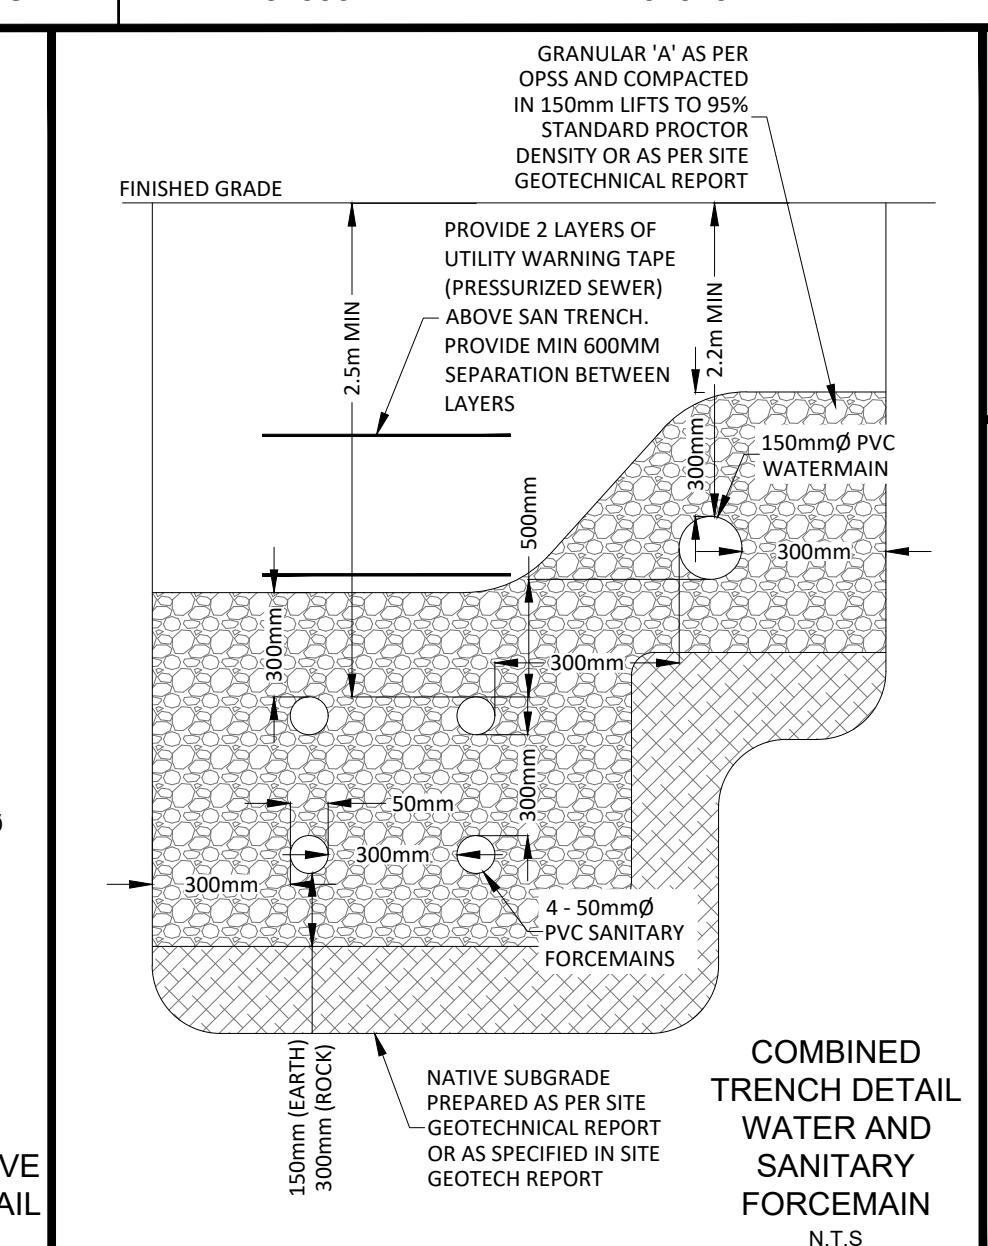 GRANULAR 'A' AS PER
OPSS AND COMPACTED
IN 150mm LIFTS TO 95%
STANDARD PROCTOR
DENSITY OR AS PER SITE
GEOTECHNICAL REPORT
FINISHED GRADE
PROVIDE 2 LAYERS OF
UTILITY WARNING TAPE
(PRESSURIZED SEWER)
ABOVE SAN TRENCH.
PROVIDE MIN 600MM
SEPARATION BETWEEN
LAYERS
2.5m MIN
2.2m MIN
300mm
150mmØ PVC
WATERMAIN
500mm
300mm
300mm
300mm
300mm
50mm
300mm
300mm
4 - 50mmØ
PVC SANITARY
FORCEMAINS
150mm (EARTH)
300mm (ROCK)
NATIVE SUBGRADE
PREPARED AS PER SITE
GEOTECHNICAL REPORT
OR AS SPECIFIED IN SITE
GEOTECH REPORT
COMBINED
TRENCH DETAIL
WATER AND
SANITARY
FORCEMAIN
N.T.S
VE
AIL